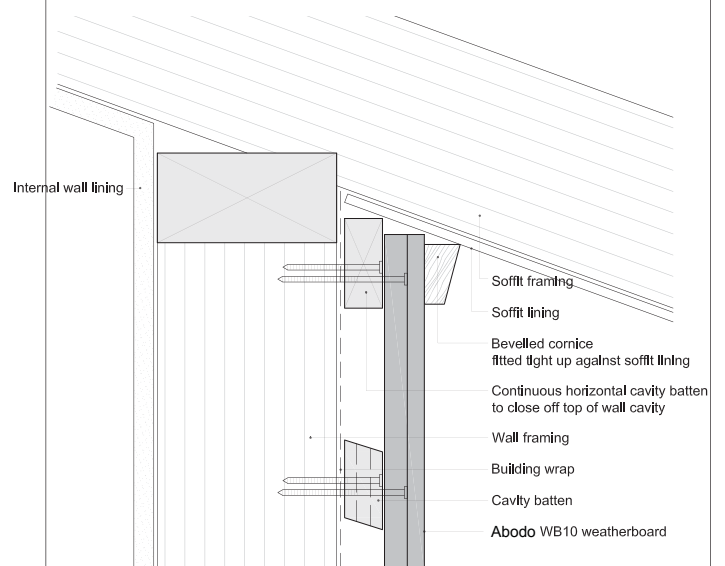 Internal wall lining
Soffit framing
Soffit lining
Bevelled cornice
fitted tight up against soffit lining
Continuous horizontal cavity batten
to close off top of wall cavity
Wall framing
Building wrap
Cavity batten
Abodo WB10 weatherboard